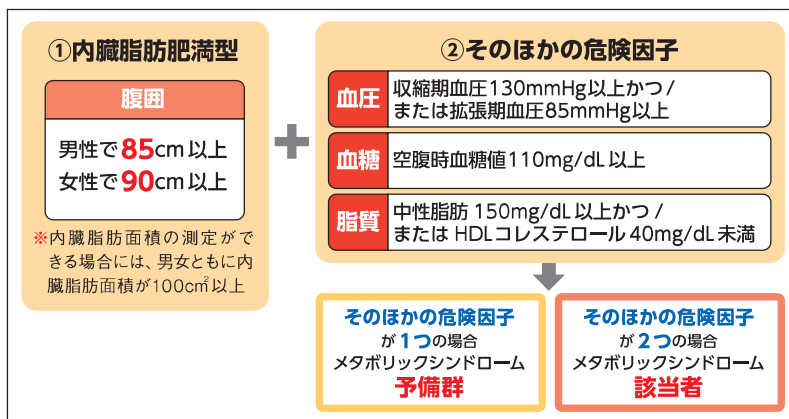 ①内臓脂肪肥満型
腹囲
男性で85cm以上
女性で90cm以上
※内臓脂肪面積の測定がで
きる場合には、男女ともに内
臓脂肪面積が100c㎡以上
＋
②そのほかの危険因子
血圧
収縮期血圧130mmHg以上かつ/
または拡張期血圧85mmHg以上
血糖
空腹時血糖値110mg/dL以上
脂質
中性脂肪150mg/dL以上かつ/
またはHDLコレステロール40mg/dL未満
そのほかの危険因子
が1つの場合
メタボリックシンドローム
予備群
そのほかの危険因子
が2つの場合
メタボリックシンドローム
該当者